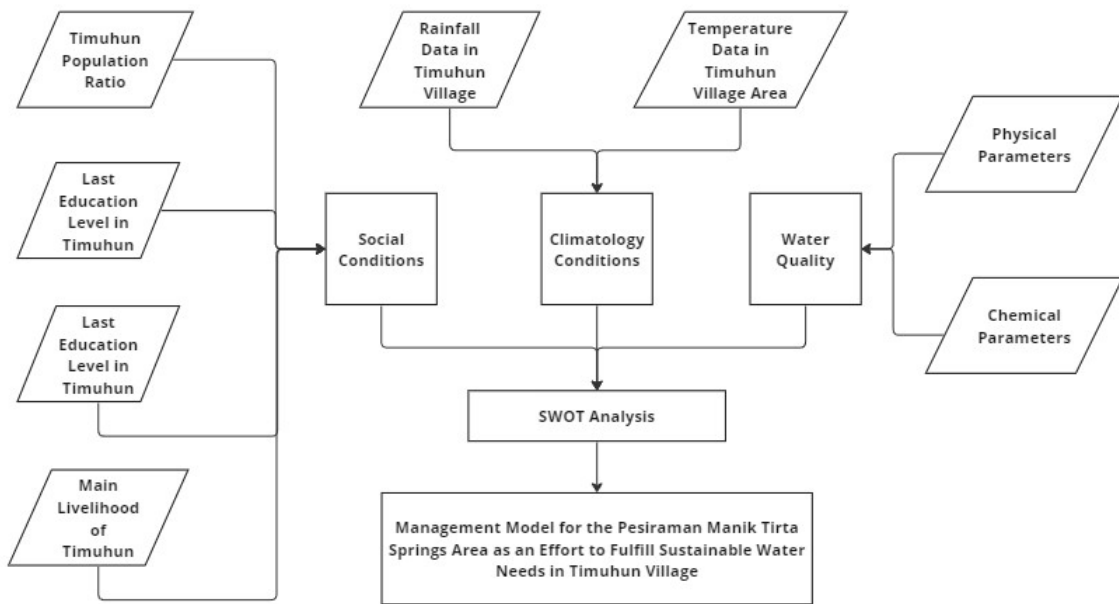 Timuhun
Population
Ratio
Rainfall
Data in
Timuhun
Village
Temperature
Data in
Timuhun
Village Area
Physical
Parameters
Last
Education
Level in
Timuhun
Social
Conditions
Climatology
Conditions
Water
Quality
Chemical
Parameters
Last
Education
Level in
Timuhun
SWOT Analysis
Main
Livelihood
of
Timuhun
Management Model for the Pesiraman Manik Tirta
Springs Area as an Effort to Fulfill Sustainable Water
Needs in Timuhun Village